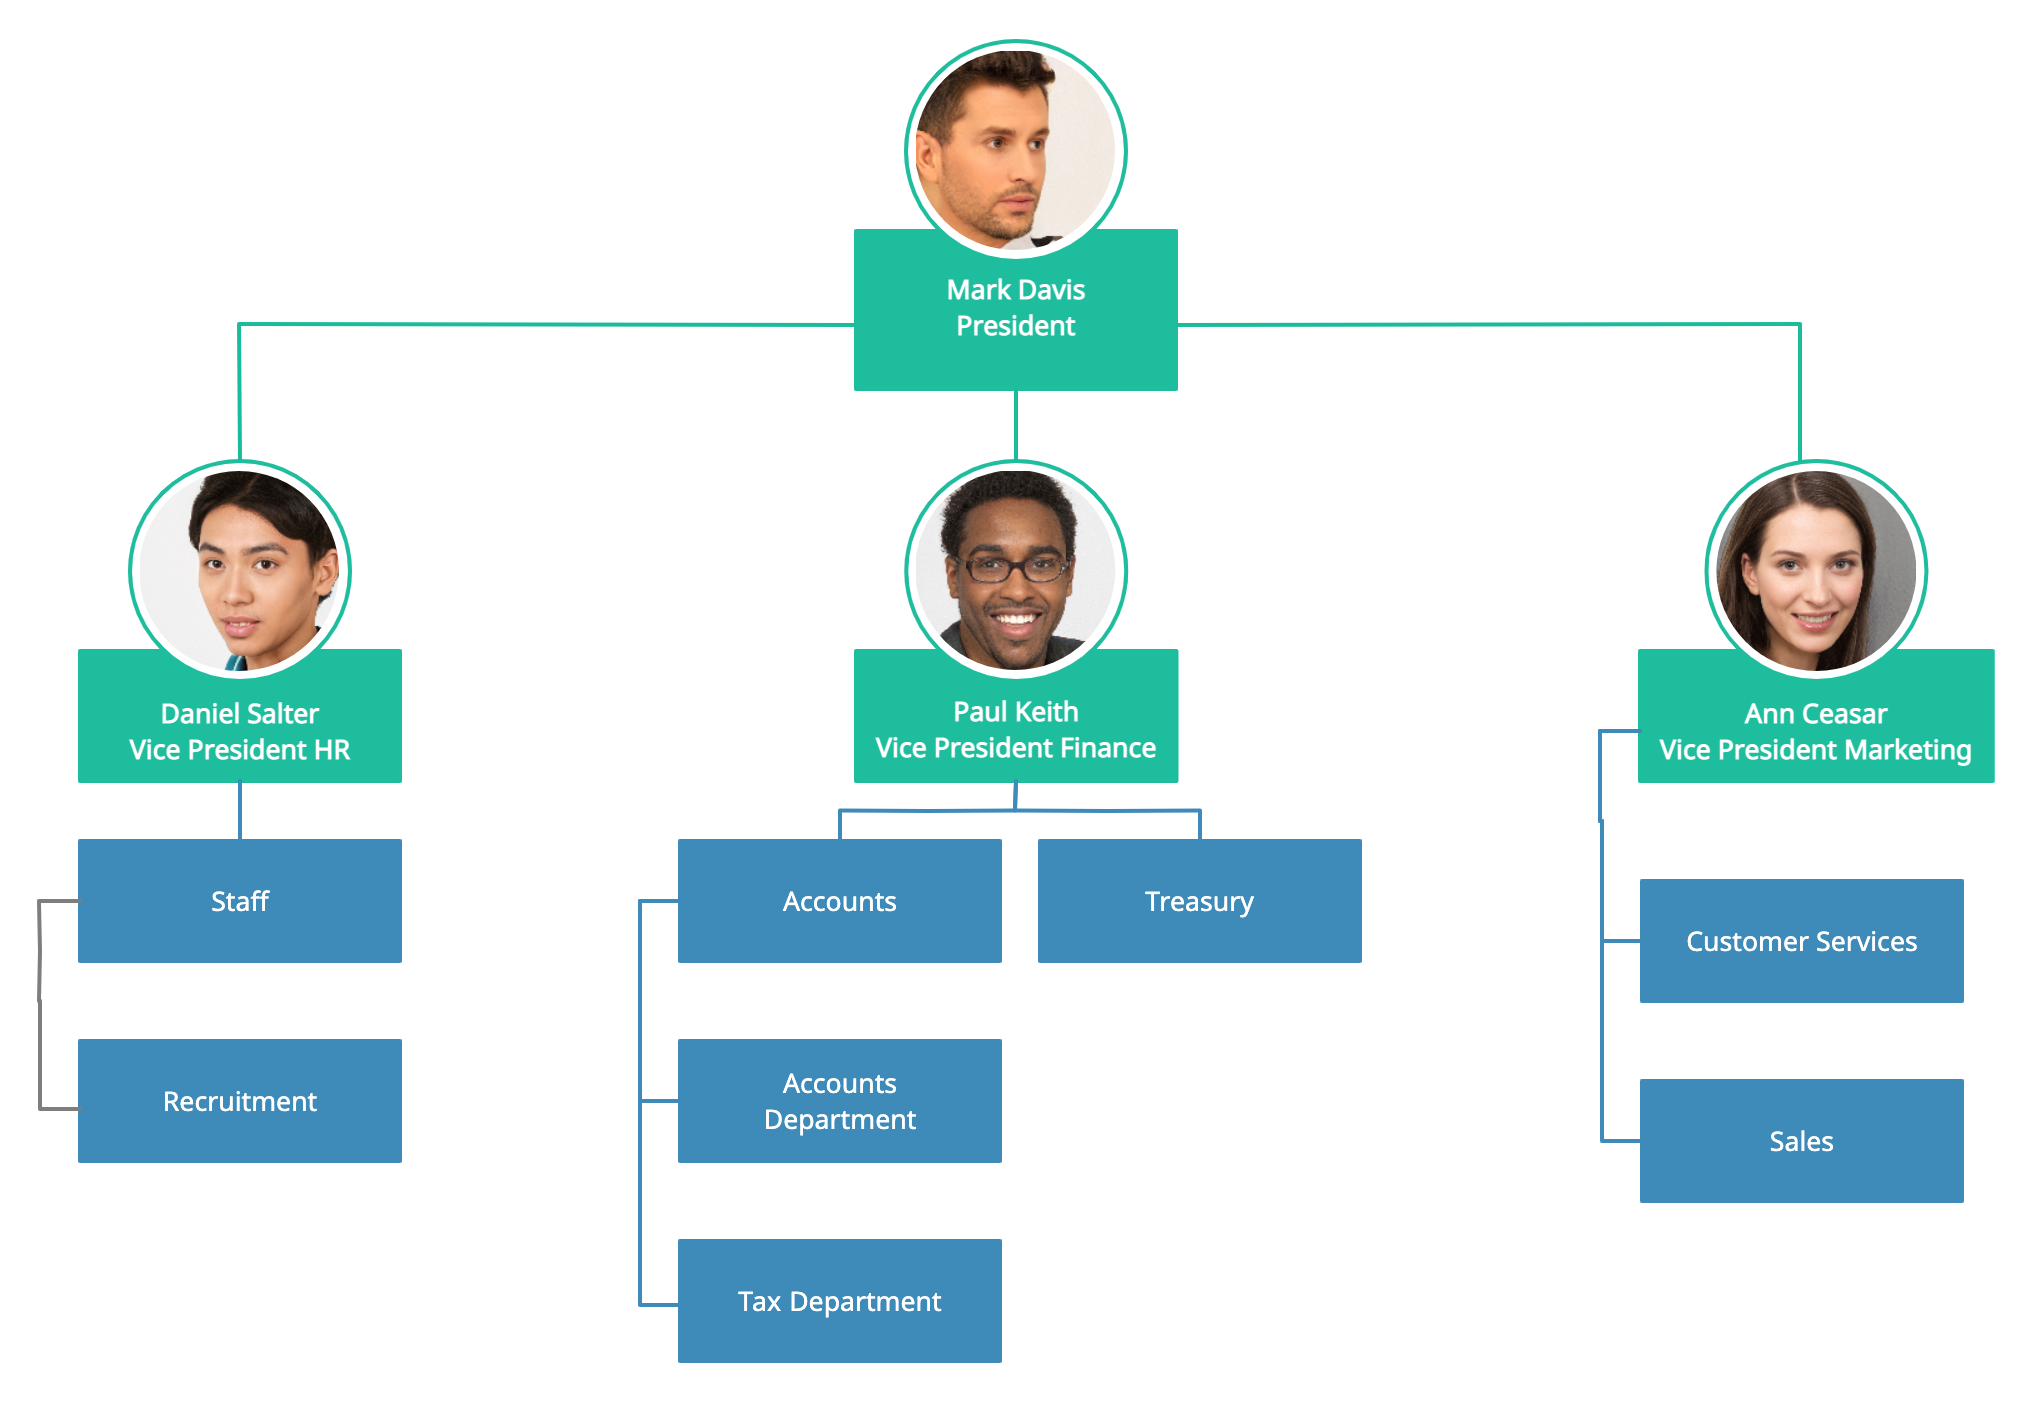 Mark Davis
President
Daniel Salter
Vice President HR
Paul Keith
Vice President Finance
Ann Ceasar
Vice President Marketing
Staff
Accounts
Treasury
Customer Services
Recruitment
Accounts
Department
Sales
Tax Department